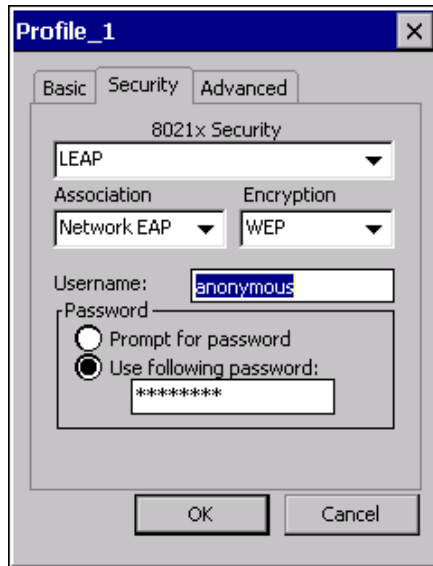 Profile_1
Basic Security Advanced
8021x Security
LEAP
Association Encryption
Network EAP WEP
Username: anonymous
Password
Prompt for password
Use following password:
********
OK Cancel